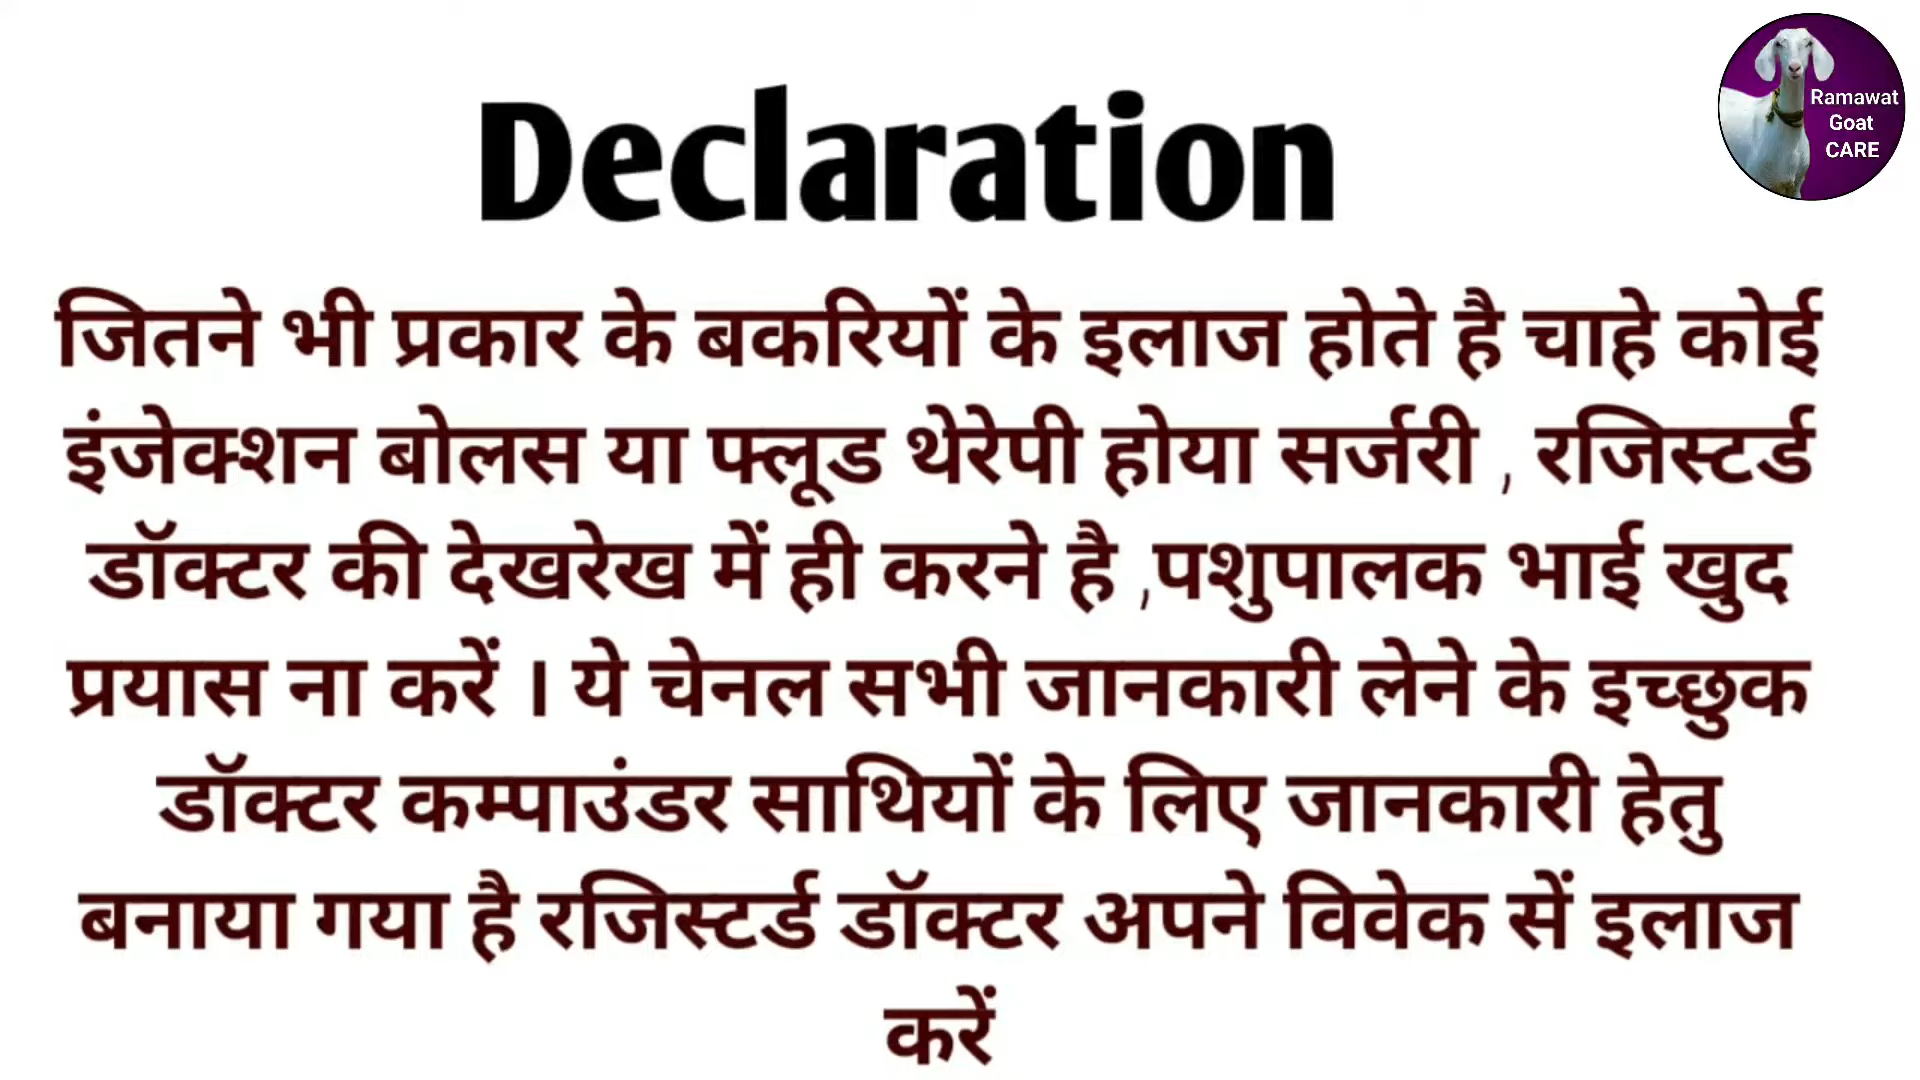 Declaration
Ramawat
Goat
CARE
जितने भी प्रकार के बकरियों के इलाज होते है चाहे कोई
इंजेक्शन बोलस या फ्लूड थेरेपी होया सर्जरी , रजिस्टर्ड
डॉक्टर की देखरेख में ही करने है ,पशुपालक भाई खुद
प्रयास ना करें । ये चेनल सभी जानकारी लेने के इच्छुक
डॉक्टर कम्पाउंडर साथियों के लिए जानकारी हेतु
बनाया गया है रजिस्टर्ड डॉक्टर अपने विवेक सें इलाज
करें